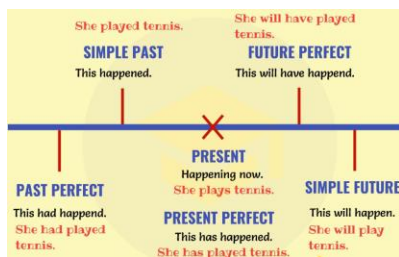 She played tennis.
SIMPLE PAST
This happened.
She will have played
tennis.
FUTURE PERFECT
This will have happend.
PAST PERFECT
This had happend.
She had played
tennis.
PRESENT
Happening now.
She plays tennis.
PRESENT PERFECT
This has happened.
She has played tennis.
SIMPLE FUTURE
This will happen.
She will play
tennis.